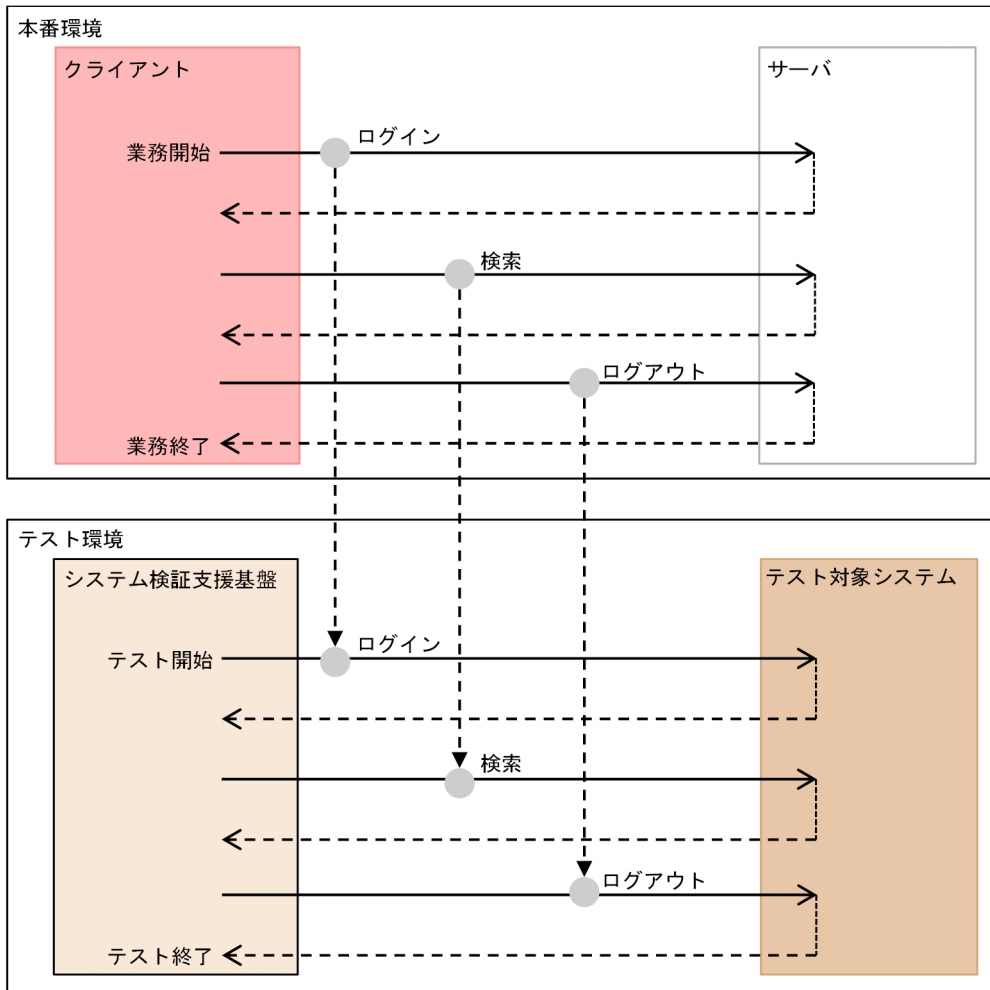 本番環境
クライアント
サーバ
ログイン
業務開始
検索
ログアウト
業務終了
テスト環境
システム検証支援基盤
テスト対象システム
ログイン
テスト開始
検索
ログアウト
テスト終了